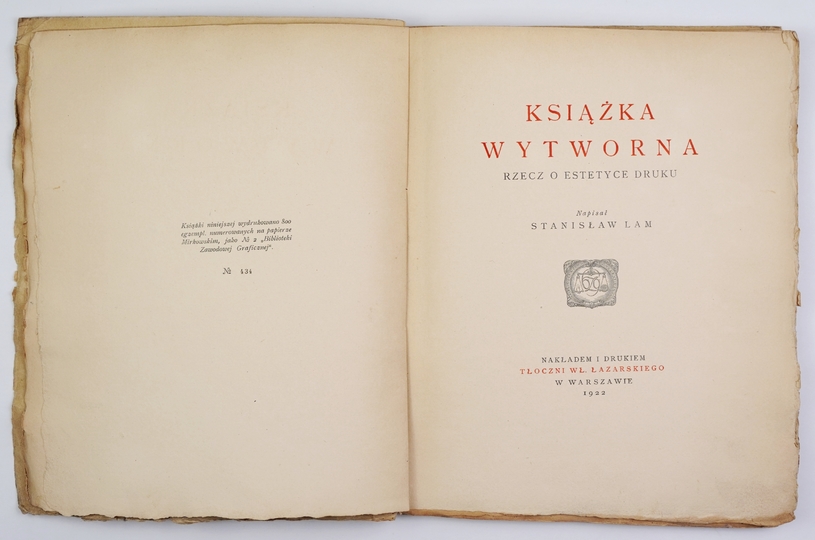 Książki niniejszej wydrukowano 800
egzempl. numerowanych na papierze
Mirkowskim, jako № 2 „Biblioteki
Zawodowej Graficznej“.
№ 434
KSIĄŻKA
WYTWORNA
RZECZ O ESTETYCE DRUKU
Napisał
STANISŁAW LAM
NAKŁADEM I DRUKIEM
TŁOCZNI WŁ. ŁAZARSKIEGO
W WARSZAWIE
1922